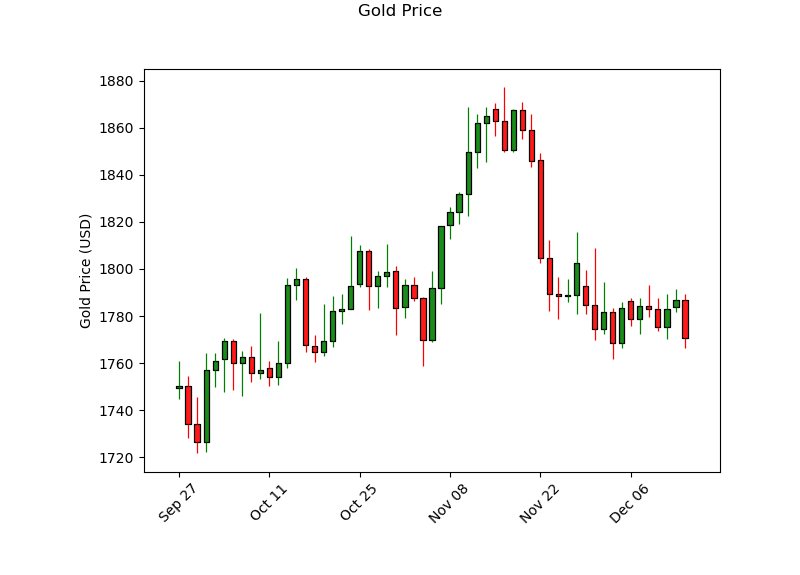 Gold Price
Gold Price (USD)
1880
1860
1840
1820
1800
1780
1760
1740
1720
Sep 27
Oct 11
Oct 25
Nov 08
Nov 22
Dec 06